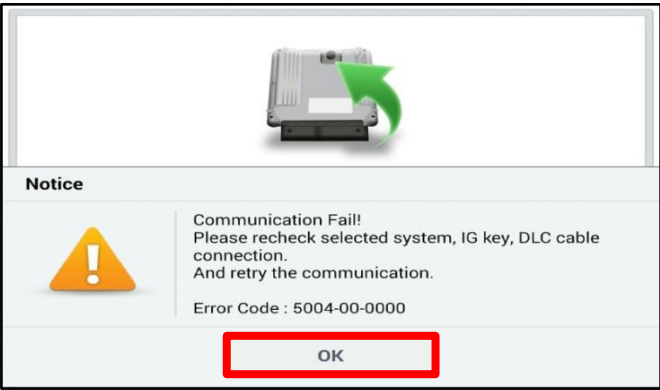 Notice
Communication Fail!
Please recheck selected system, IG key, DLC cable
connection.
And retry the communication.
Error Code : 5004-00-0000
OK